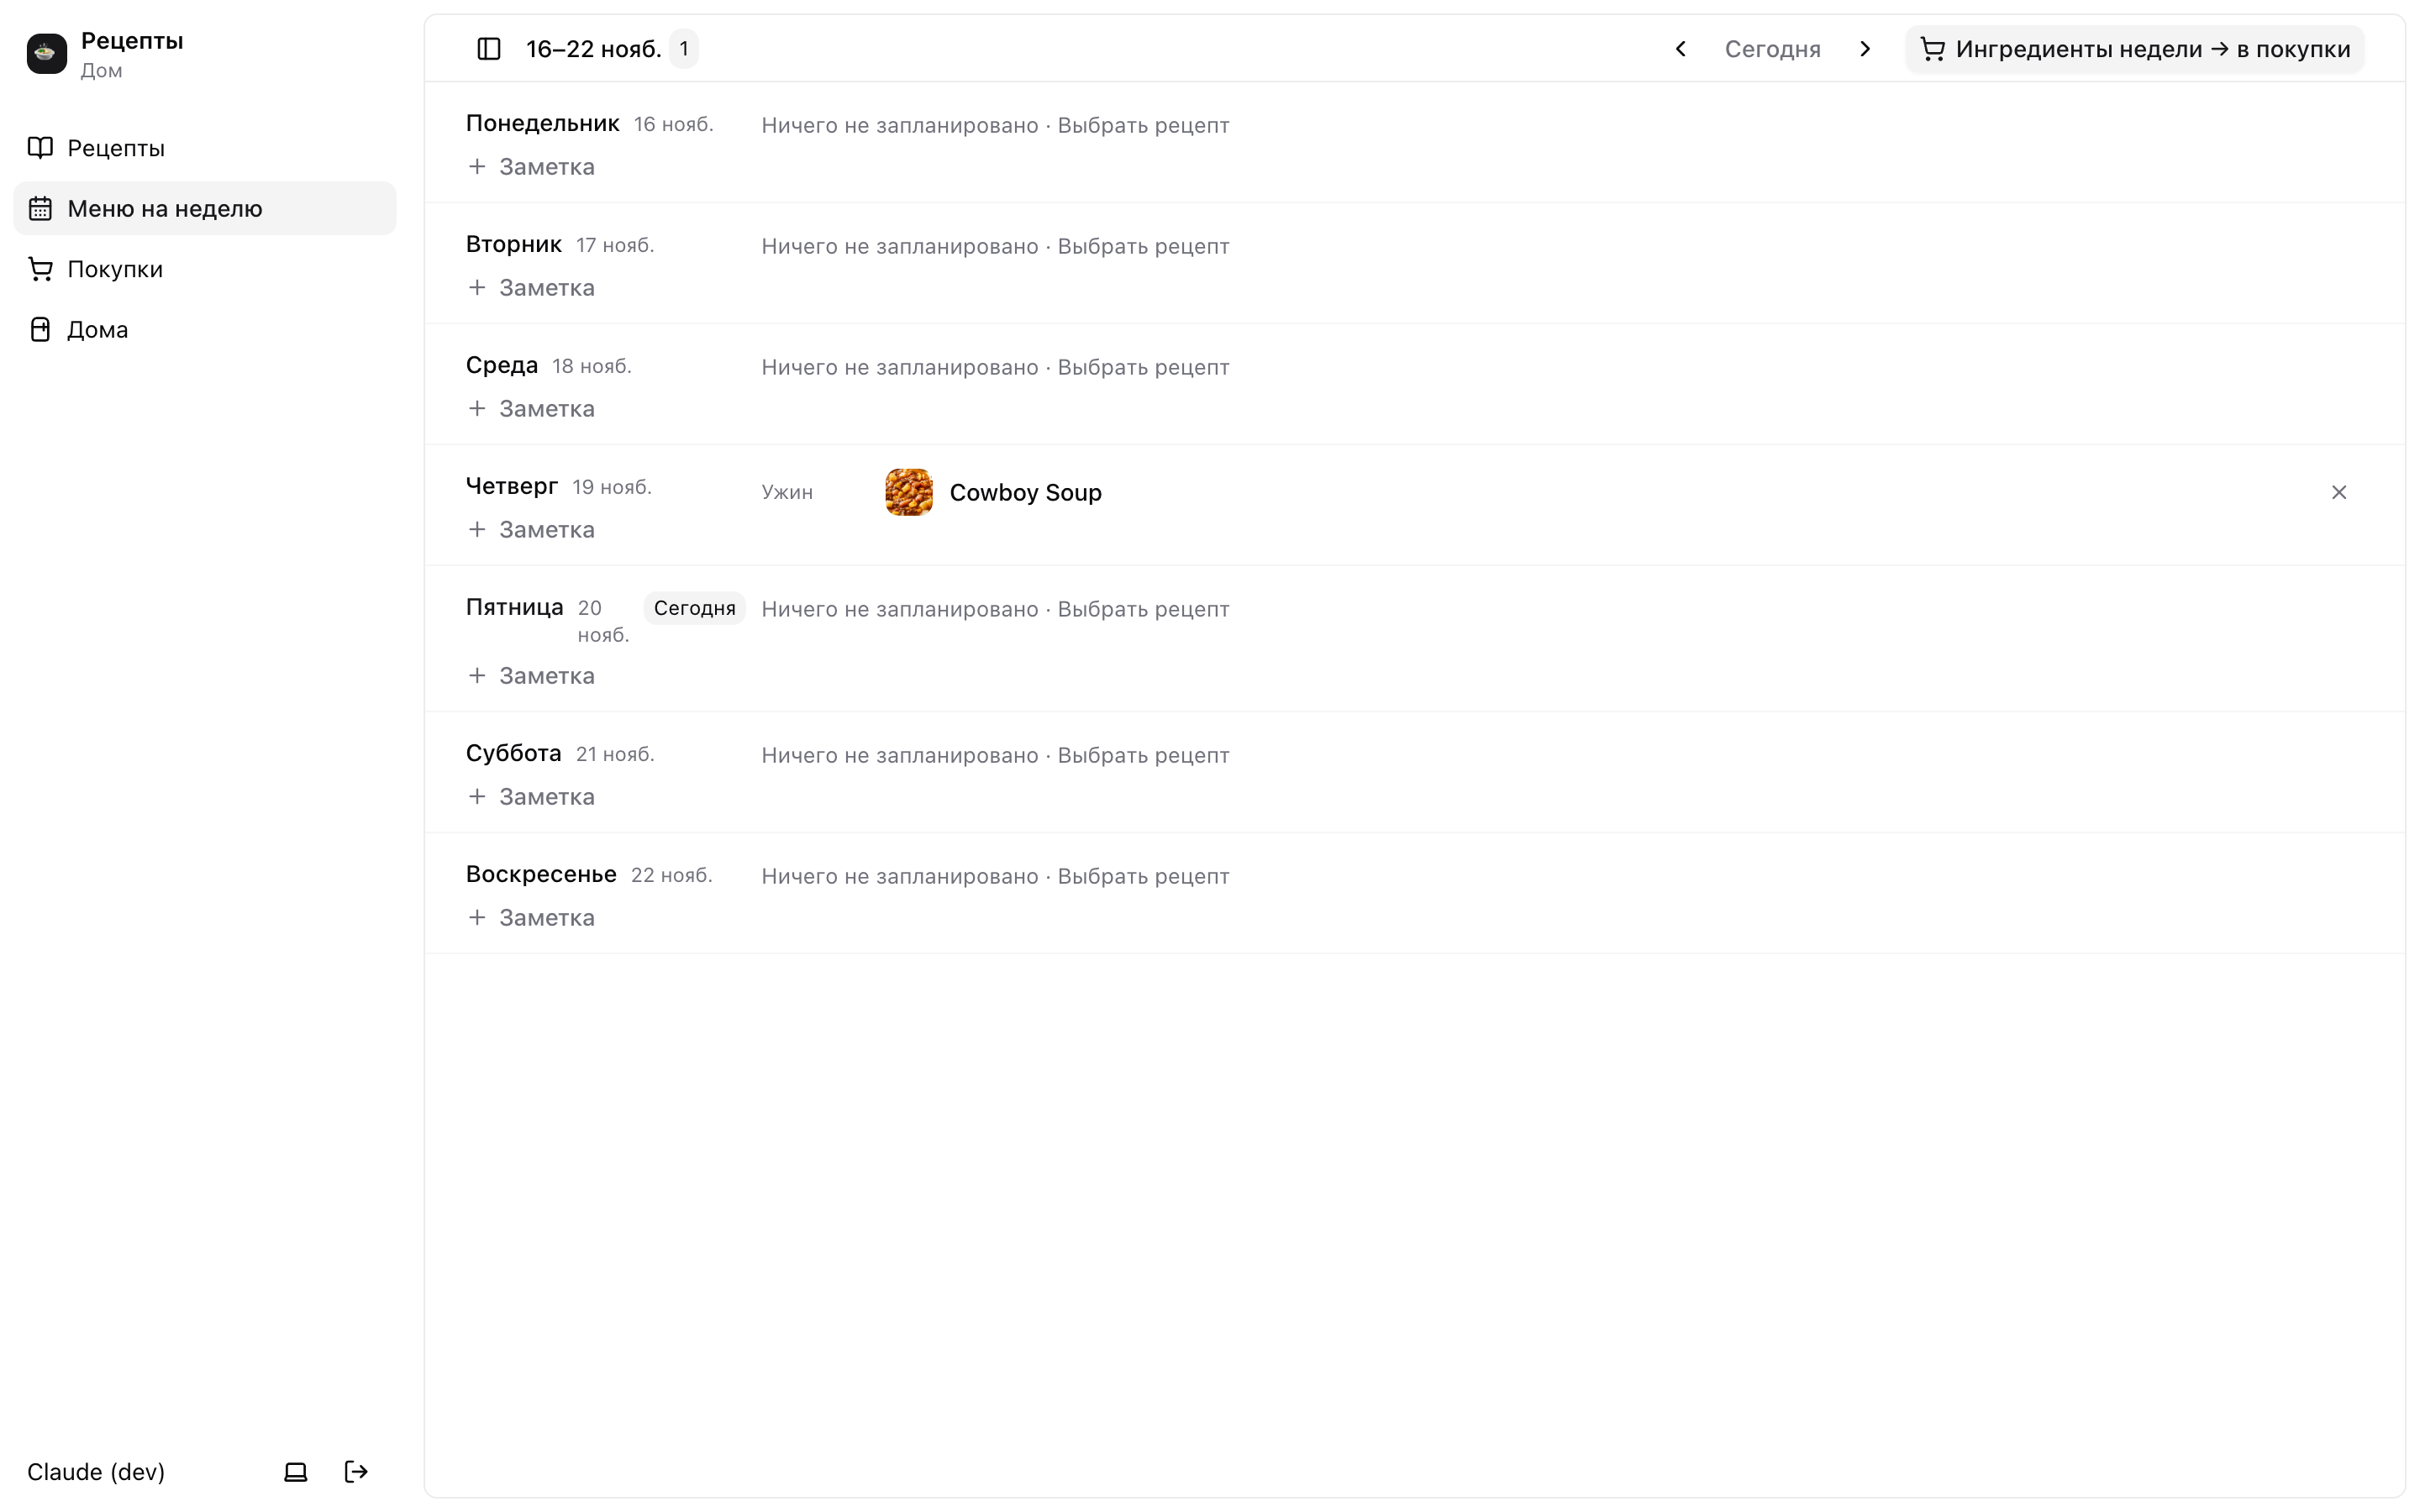 Рецепты
Дом
Рецепты
Меню на неделю
Покупки
Дома
Claude (dev)
16–22 нояб. 1
Сегодня
Ингредиенты недели → в покупки
Понедельник 16 нояб. Ничего не запланировано · Выбрать рецепт
+ Заметка
Вторник 17 нояб. Ничего не запланировано · Выбрать рецепт
+ Заметка
Среда 18 нояб. Ничего не запланировано · Выбрать рецепт
+ Заметка
Четверг 19 нояб. Ужин Cowboy Soup
+ Заметка
Пятница 20 нояб. Сегодня Ничего не запланировано · Выбрать рецепт
+ Заметка
Суббота 21 нояб. Ничего не запланировано · Выбрать рецепт
+ Заметка
Воскресенье 22 нояб. Ничего не запланировано · Выбрать рецепт
+ Заметка